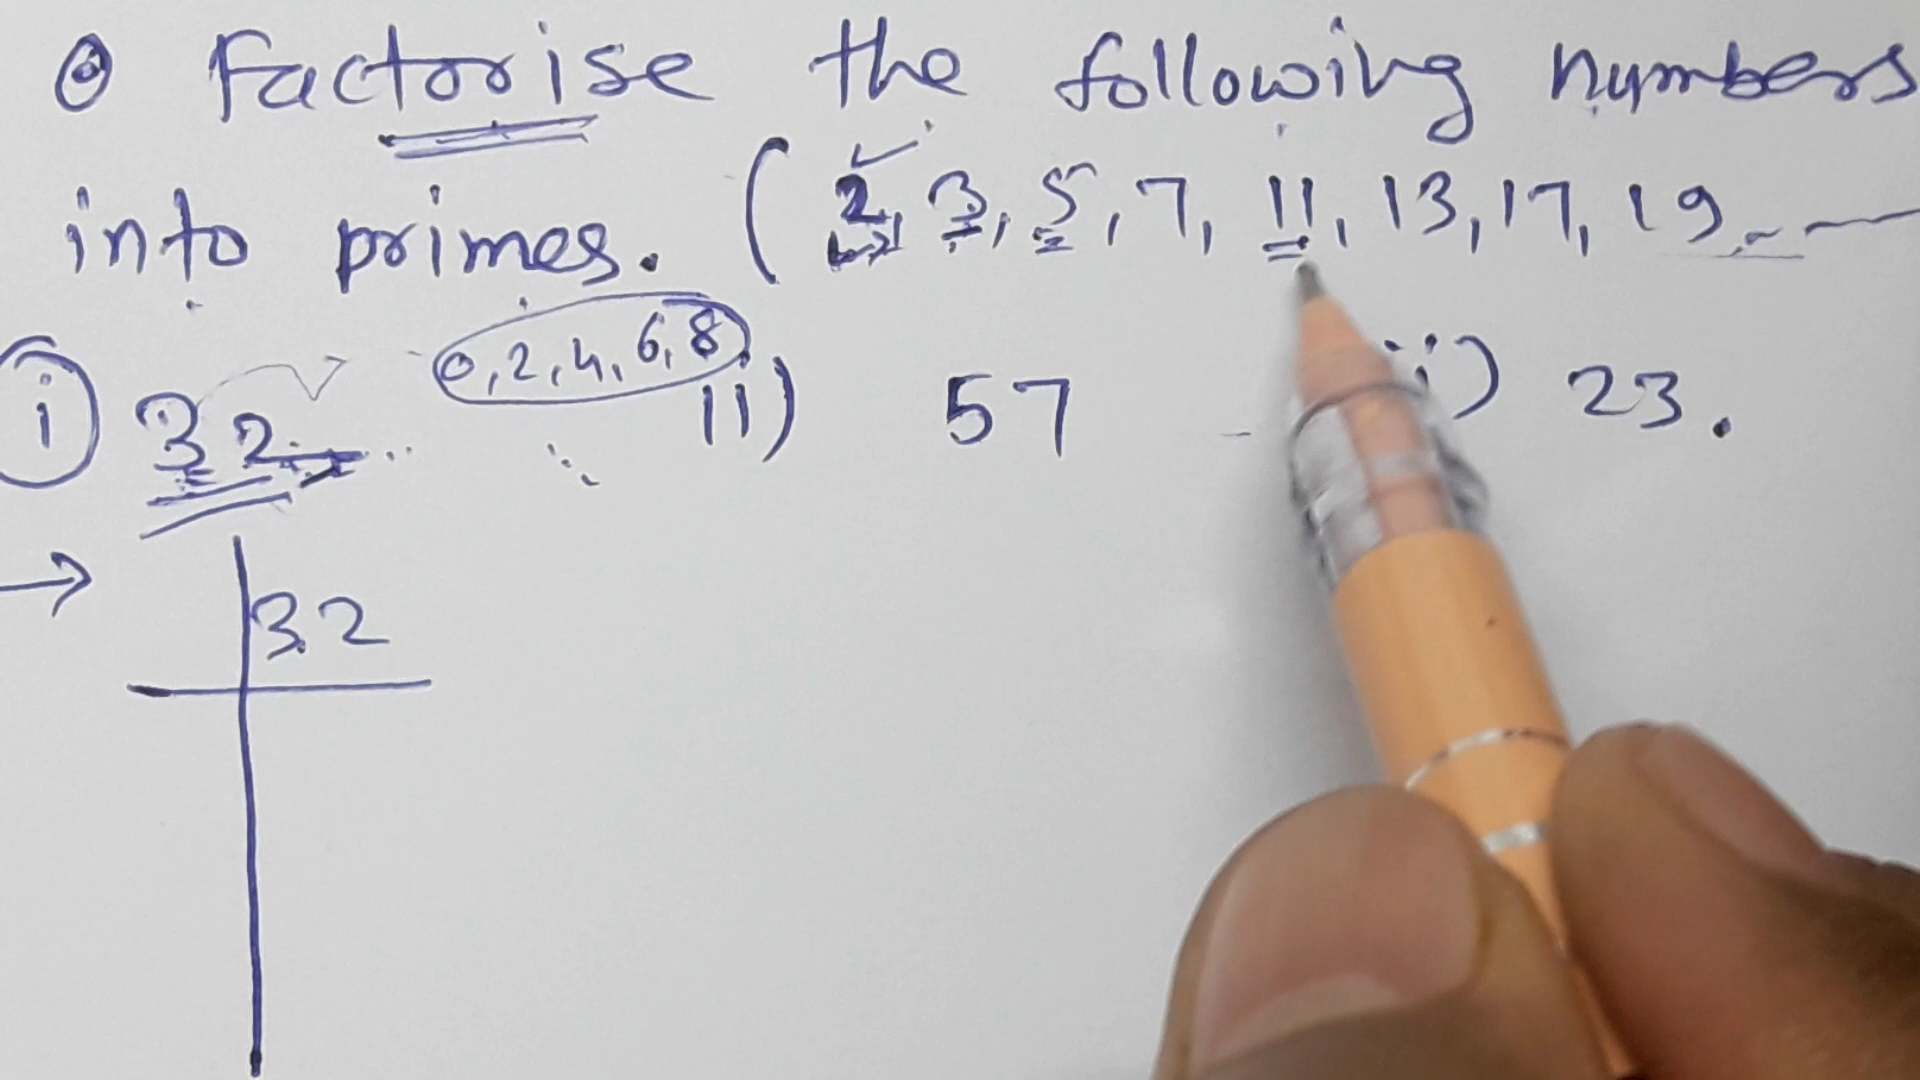 Factorise the following numbers
into primes. (2, 3, 5, 7, 11, 13, 17, 19
0, 2, 4, 6, 8
i 32 ii) 57 ii) 23.
→ 32